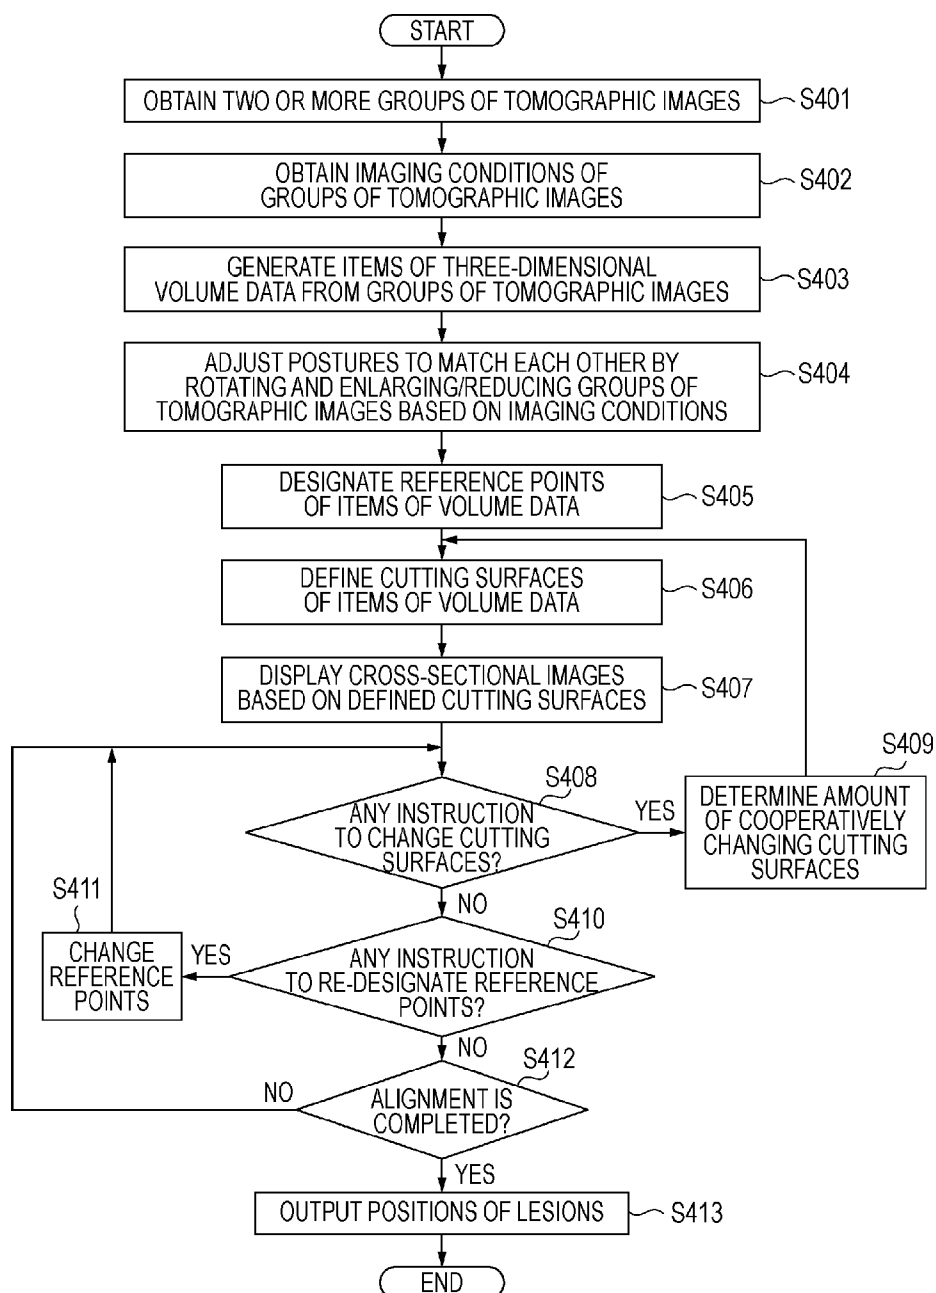 START
OBTAIN TWO OR MORE GROUPS OF TOMOGRAPHIC IMAGES
S401
OBTAIN IMAGING CONDITIONS OF
GROUPS OF TOMOGRAPHIC IMAGES
S402
GENERATE ITEMS OF THREE-DIMENSIONAL
VOLUME DATA FROM GROUPS OF TOMOGRAPHIC IMAGES
S403
ADJUST POSTURES TO MATCH EACH OTHER BY
ROTATING AND ENLARGING/REDUCING GROUPS OF
TOMOGRAPHIC IMAGES BASED ON IMAGING CONDITIONS
S404
DESIGNATE REFERENCE POINTS
OF ITEMS OF VOLUME DATA
S405
DEFINE CUTTING SURFACES
OF ITEMS OF VOLUME DATA
S406
DISPLAY CROSS-SECTIONAL IMAGES
BASED ON DEFINED CUTTING SURFACES
S407
S408
ANY INSTRUCTION
TO CHANGE CUTTING
SURFACES?
YES
S409
DETERMINE AMOUNT
OF COOPERATIVELY
CHANGING CUTTING
SURFACES
NO
S410
ANY INSTRUCTION
TO RE-DESIGNATE REFERENCE
POINTS?
YES
S411
CHANGE
REFERENCE
POINTS
NO
S412
ALIGNMENT IS
COMPLETED?
NO
YES
OUTPUT POSITIONS OF LESIONS
S413
END